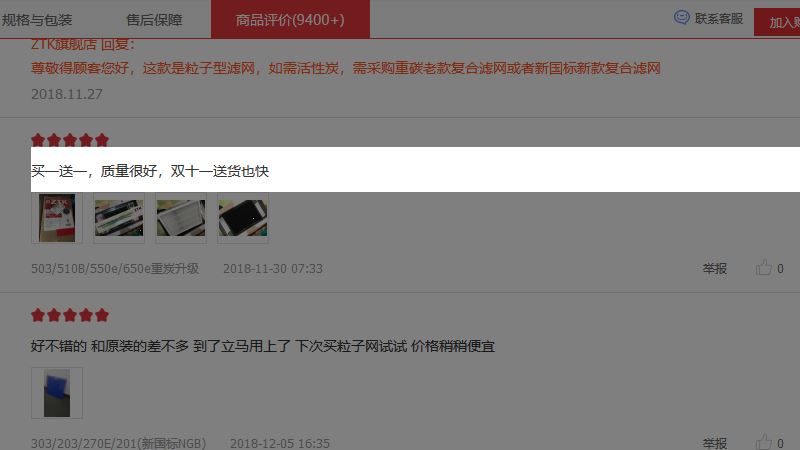 规格与包装 售后保障 商品评价(9400+) 联系客服 加入购
ZTK旗舰店 回复：
尊敬得顾客您好，这款是粒子型滤网，如需活性炭，需采购重碳老款复合滤网或者新国标新款复合滤网
2018.11.27
买一送一，质量很好，双十一送货也快
ZTK
503/510B/550e/650e重炭升级 2018-11-30 07:33 举报 0
好不错的 和原装的差不多 到了立马用上了 下次买粒子网试试 价格稍稍便宜
303/203/270E/201(新国标NGB) 2018-12-05 16:35 举报 0